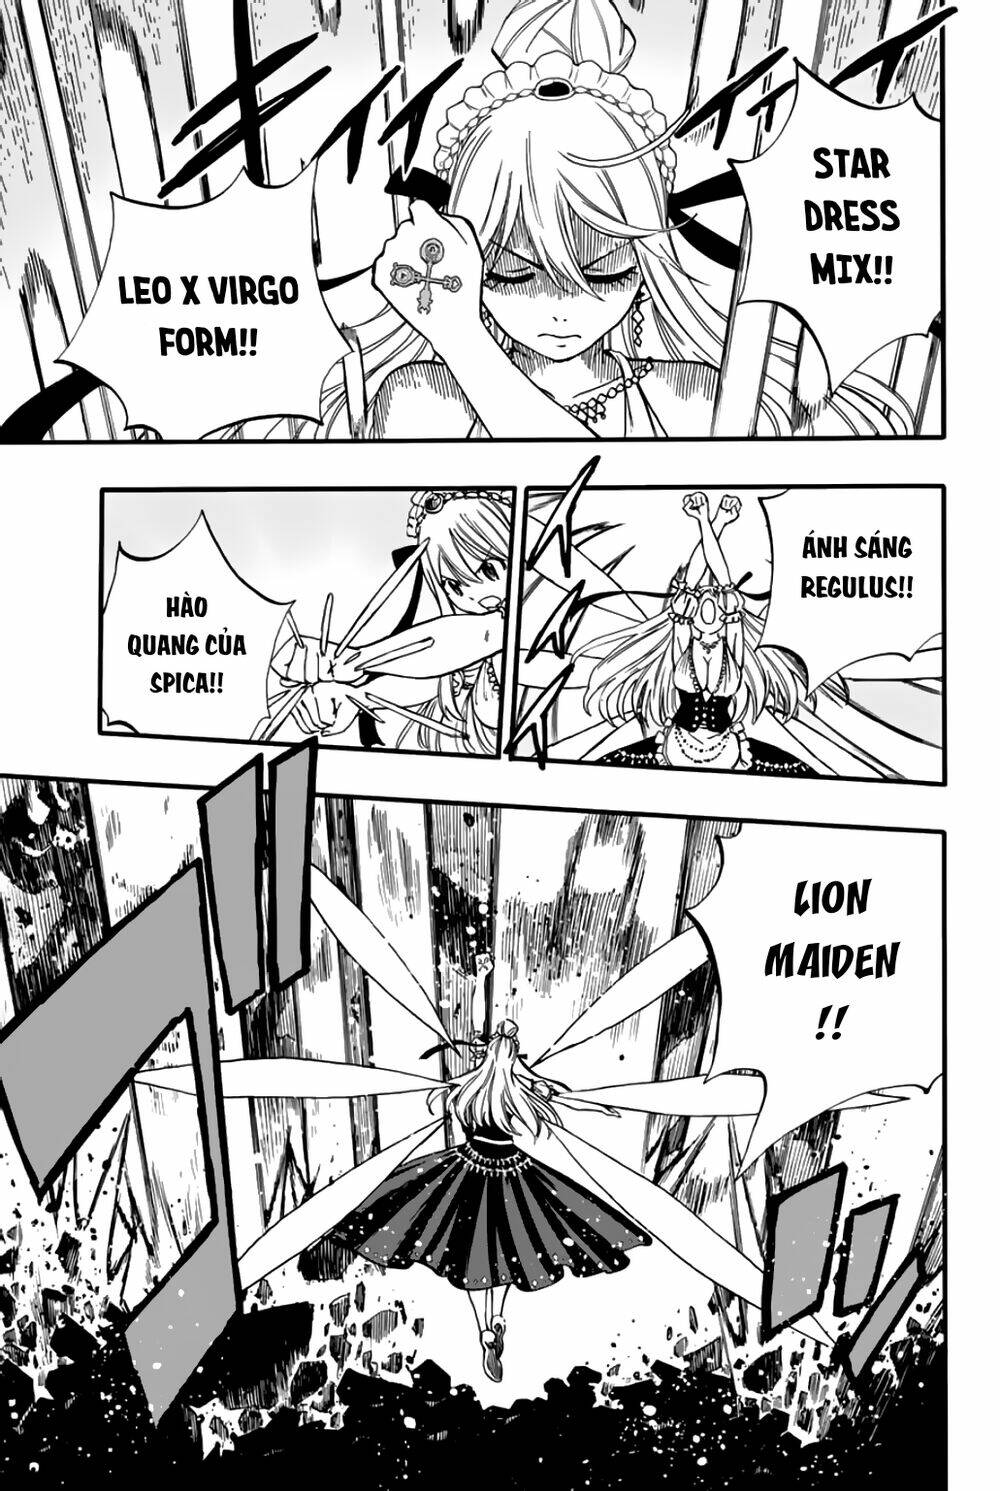 STAR
DRESS
MIX!!
LEO X VIRGO
FORM!!
ÁNH SÁNG
REGULUS!!
HÀO
QUANG CỦA
SPICA!!
LION
MAIDEN
!!